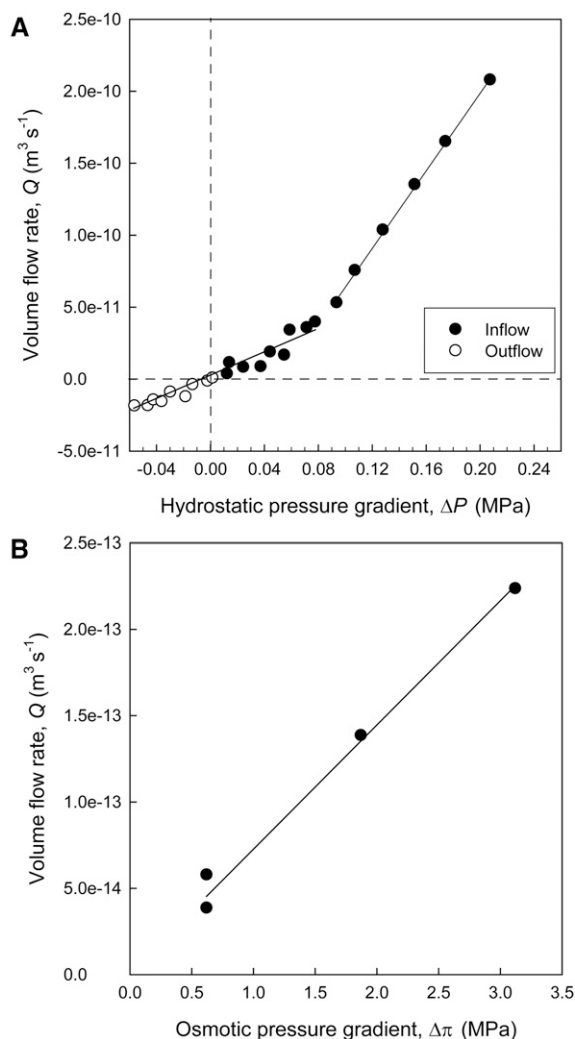 A
2.0e-10
1.5e-10
1.0e-10
5.0e-11
0.0
-5.0e-11
Volume flow rate, Q (m³ s⁻¹)
Inflow
Outflow
-0.04 0.00 0.04 0.08 0.12 0.16 0.20 0.24
Hydrostatic pressure gradient, ΔP (MPa)
B
2.5e-13
2.0e-13
1.5e-13
1.0e-13
5.0e-14
0.0
Volume flow rate, Q (m³ s⁻¹)
0.0 0.5 1.0 1.5 2.0 2.5 3.0 3.5
Osmotic pressure gradient, Δπ (MPa)